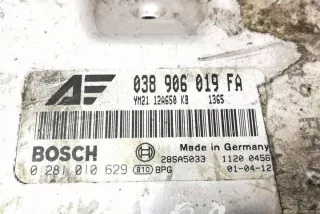 AE 038 906 019 FA
YM21 12A650 KB 1365
Made in Germany
BOSCH 28SA5033 1120 0456
0 281 010 629 810 BPG 01-04-12